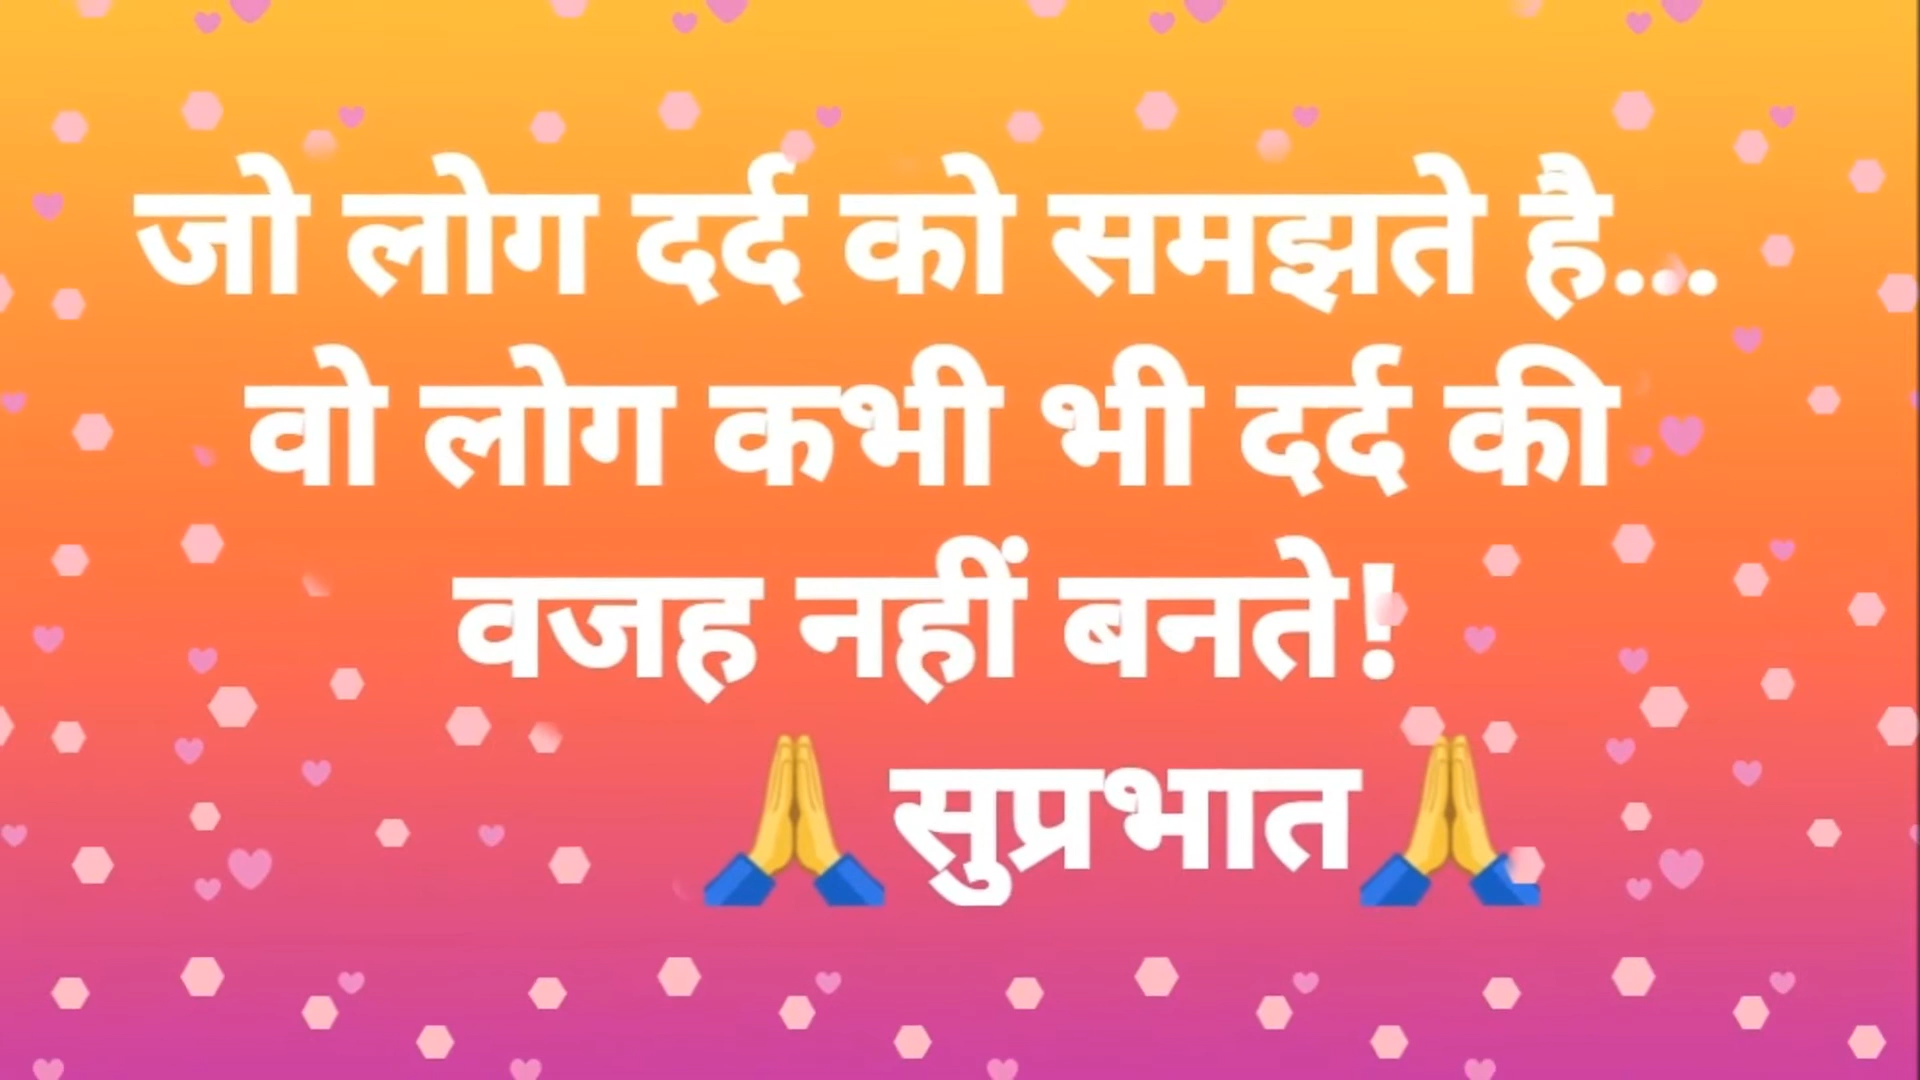 जो लोग दर्द को समझते है...
वो लोग कभी भी दर्द की
वजह नहीं बनते!
🙏सुप्रभात🙏